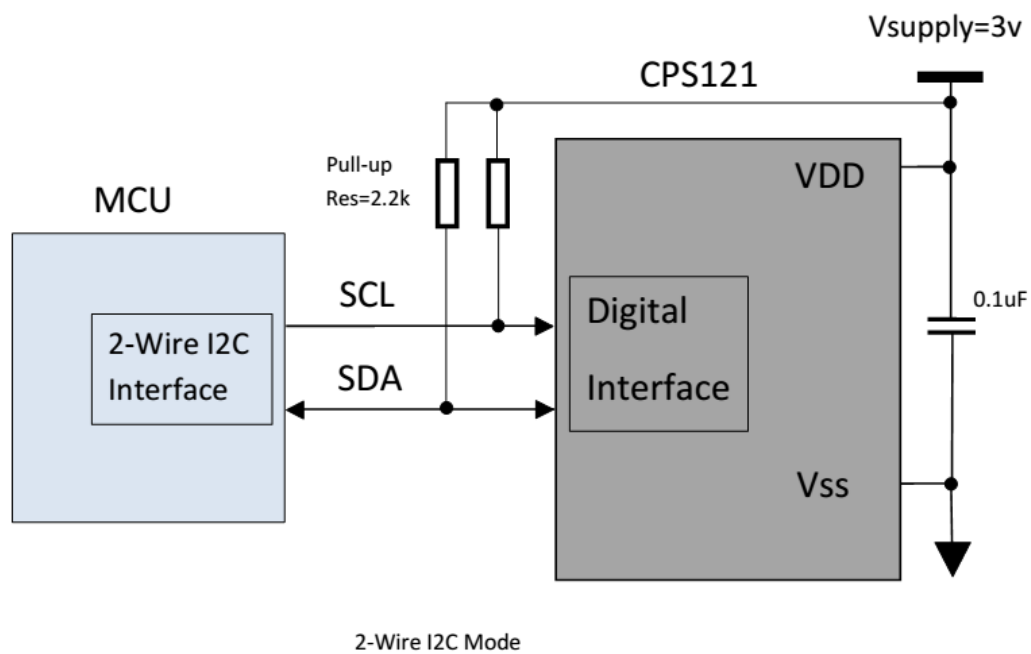 Vsupply=3v
CPS121
Pull-up
Res=2.2k
VDD
MCU
SCL
0.1uF
Digital
Interface
2-Wire I2C
Interface
SDA
Vss
2-Wire I2C Mode